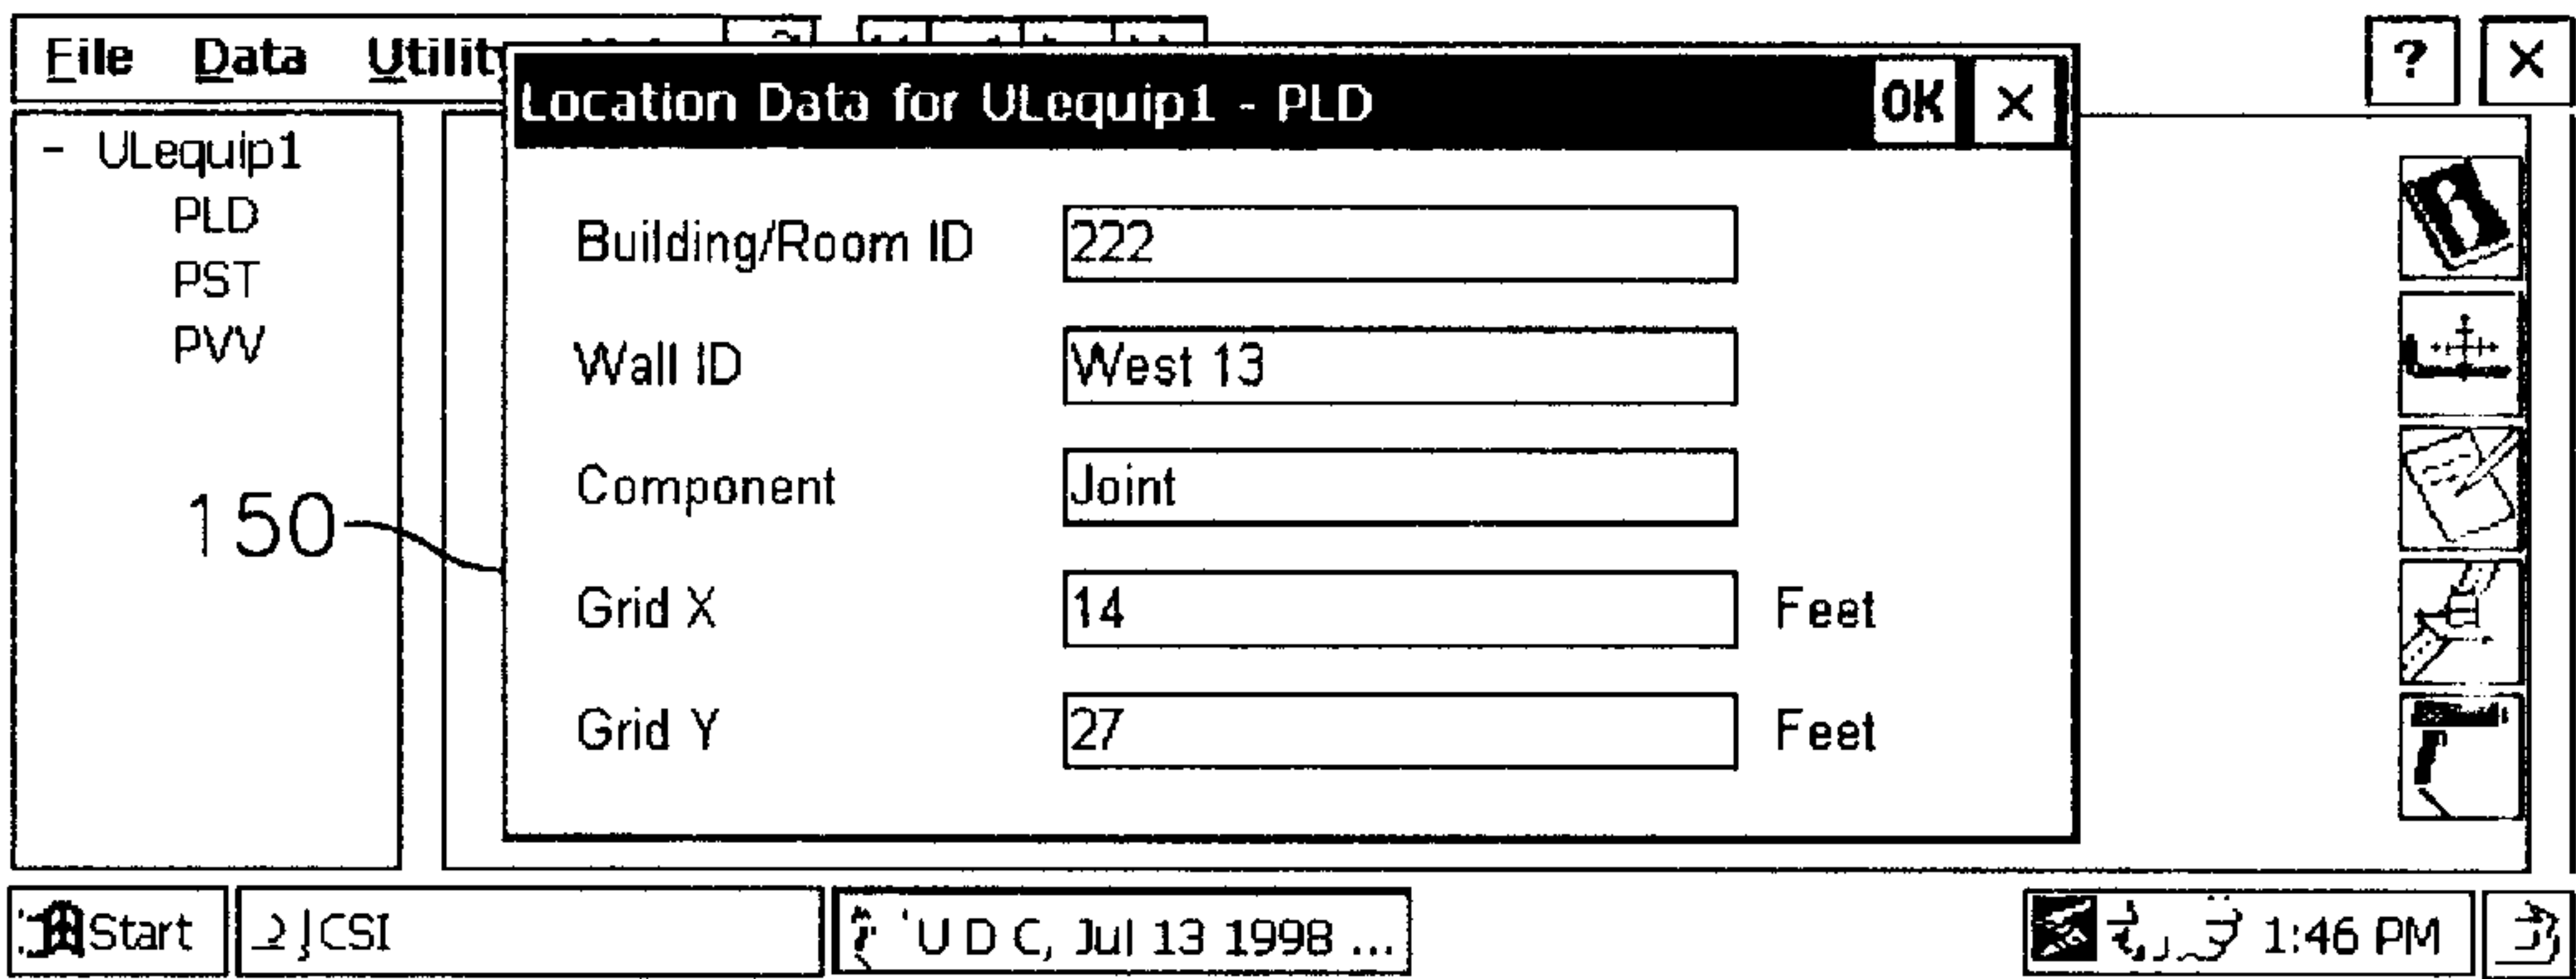 File Data Utility
? X
Location Data for ULequip1 - PLD OK X
- ULequip1
PLD
PST
PVV
150
Building/Room ID 222
Wall ID West 13
Component Joint
Grid X 14 Feet
Grid Y 27 Feet
Start
CSI
U D C, Jul 13 1998 ...
1:46 PM